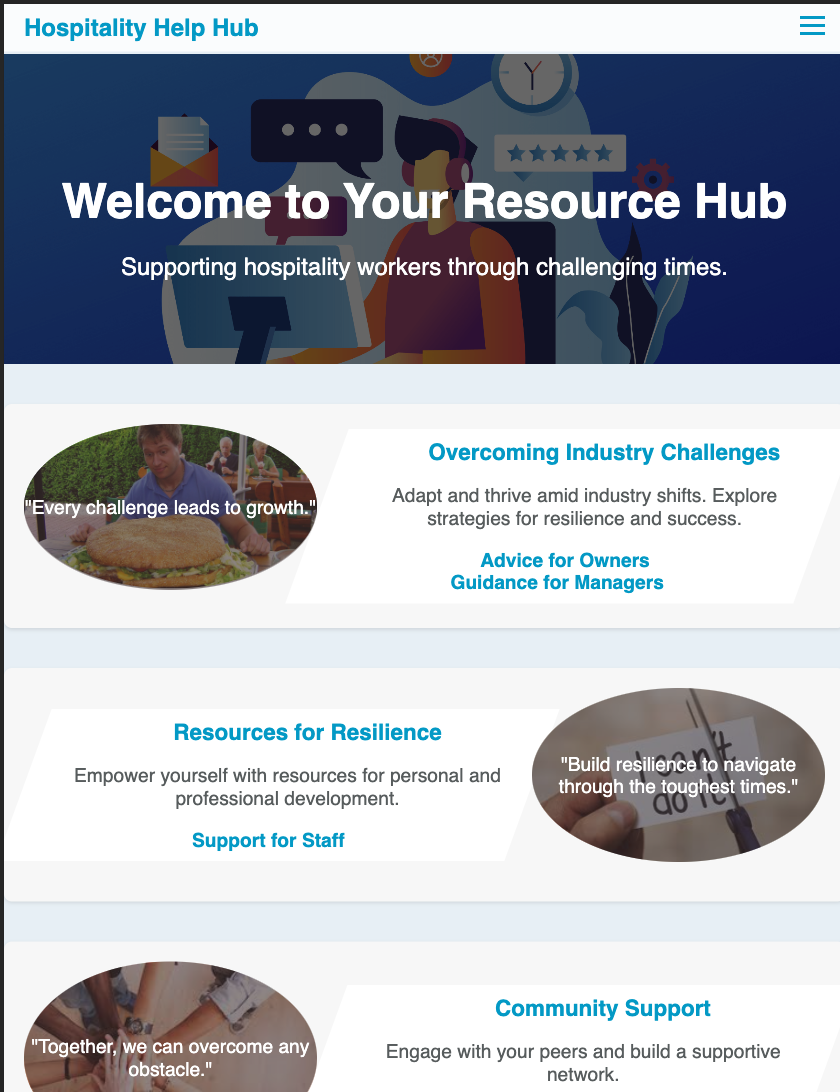 Hospitality Help Hub
Welcome to Your Resource Hub
Supporting hospitality workers through challenging times.
"Every challenge leads to growth."
Overcoming Industry Challenges
Adapt and thrive amid industry shifts. Explore
strategies for resilience and success.
Advice for Owners
Guidance for Managers
Resources for Resilience
Empower yourself with resources for personal and
professional development.
Support for Staff
"Build resilience to navigate
through the toughest times."
I can't
do it
"Together, we can overcome any
obstacle."
Community Support
Engage with your peers and build a supportive
network.